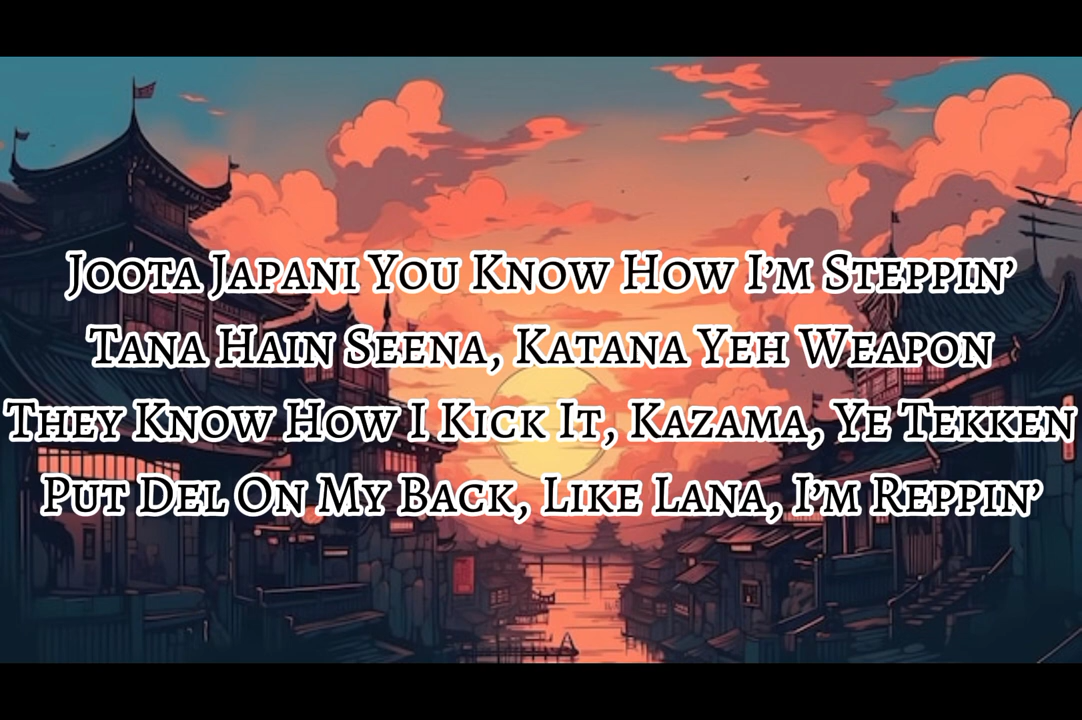 Joota Japani You Know How I'm Steppin'
Tana Hain Seena, Katana Yeh Weapon
They Know How I Kick It, Kazama, Ye Tekken
Put Del On My Back, Like Lana, I'm Reppin'